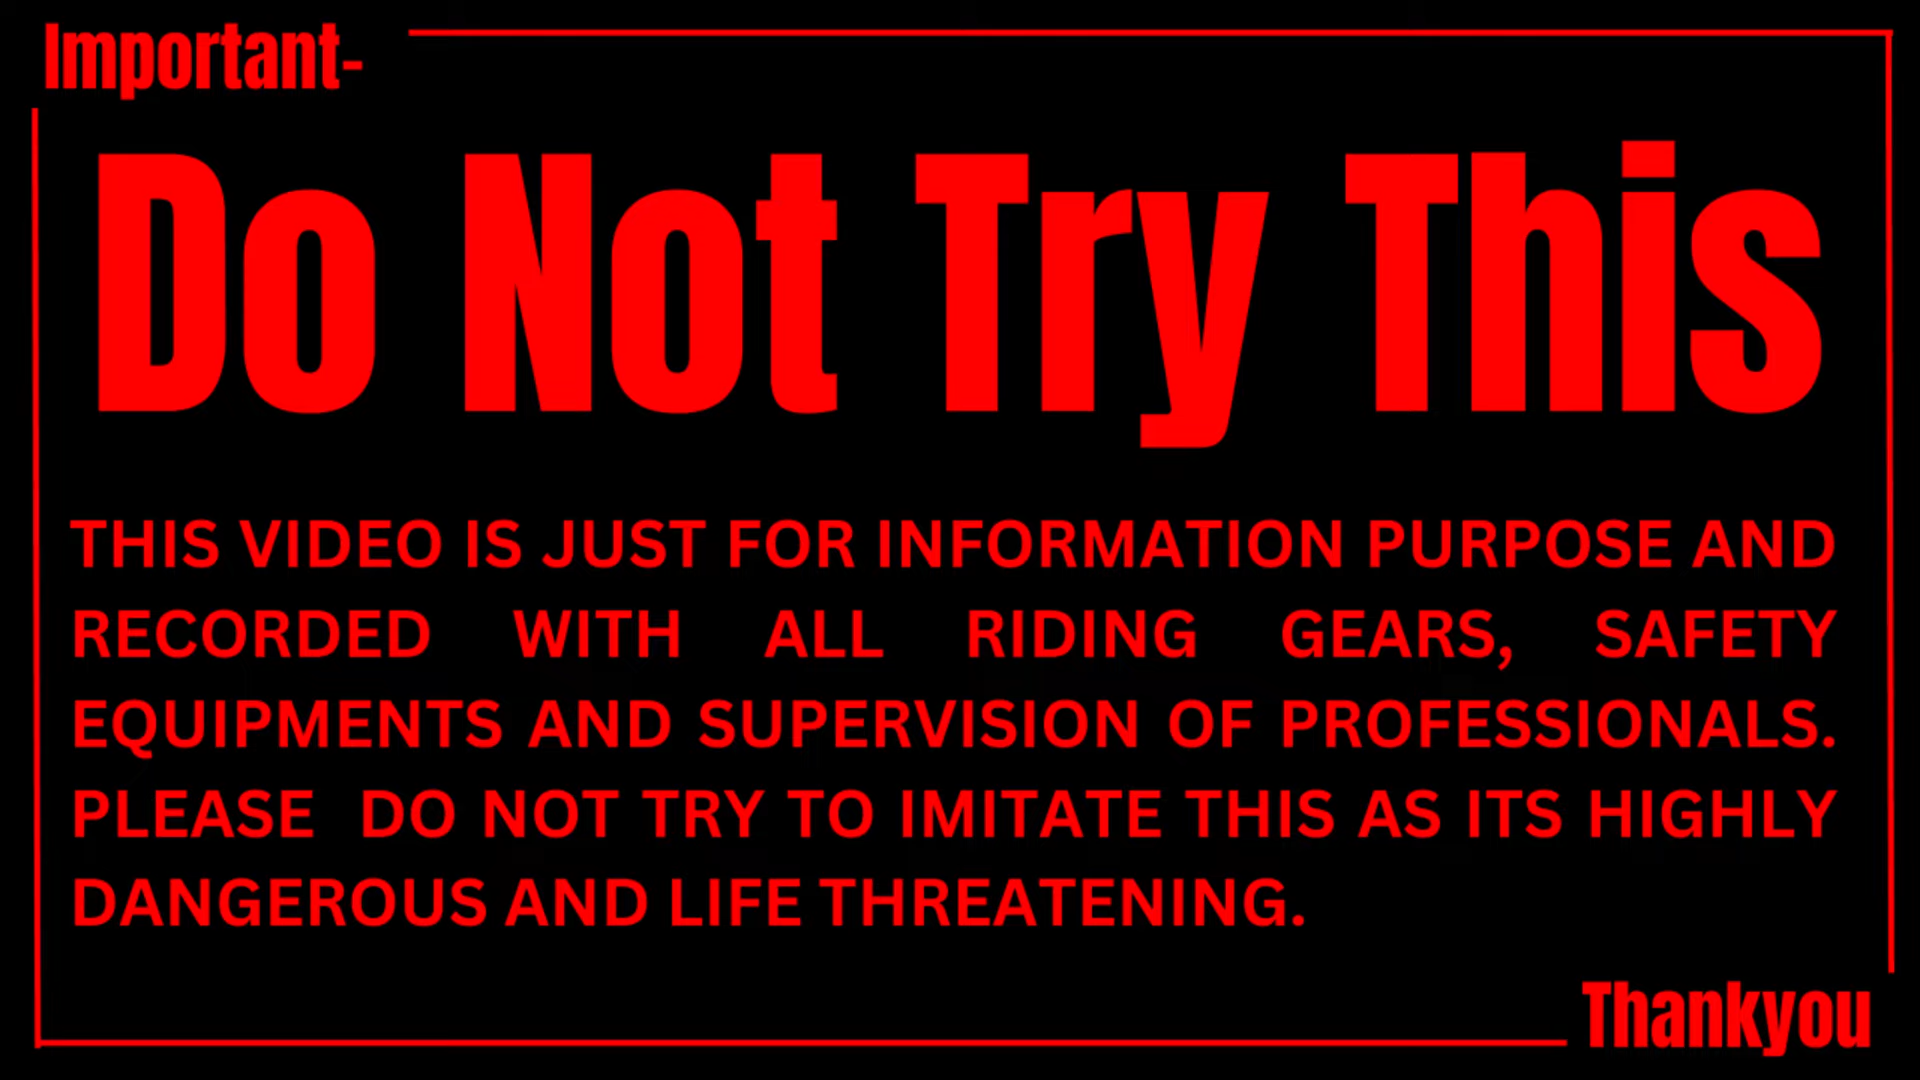 Important-
Do Not Try This
THIS VIDEO IS JUST FOR INFORMATION PURPOSE AND
RECORDED WITH ALL RIDING GEARS, SAFETY
EQUIPMENTS AND SUPERVISION OF PROFESSIONALS.
PLEASE DO NOT TRY TO IMITATE THIS AS ITS HIGHLY
DANGEROUS AND LIFE THREATENING.
Thankyou